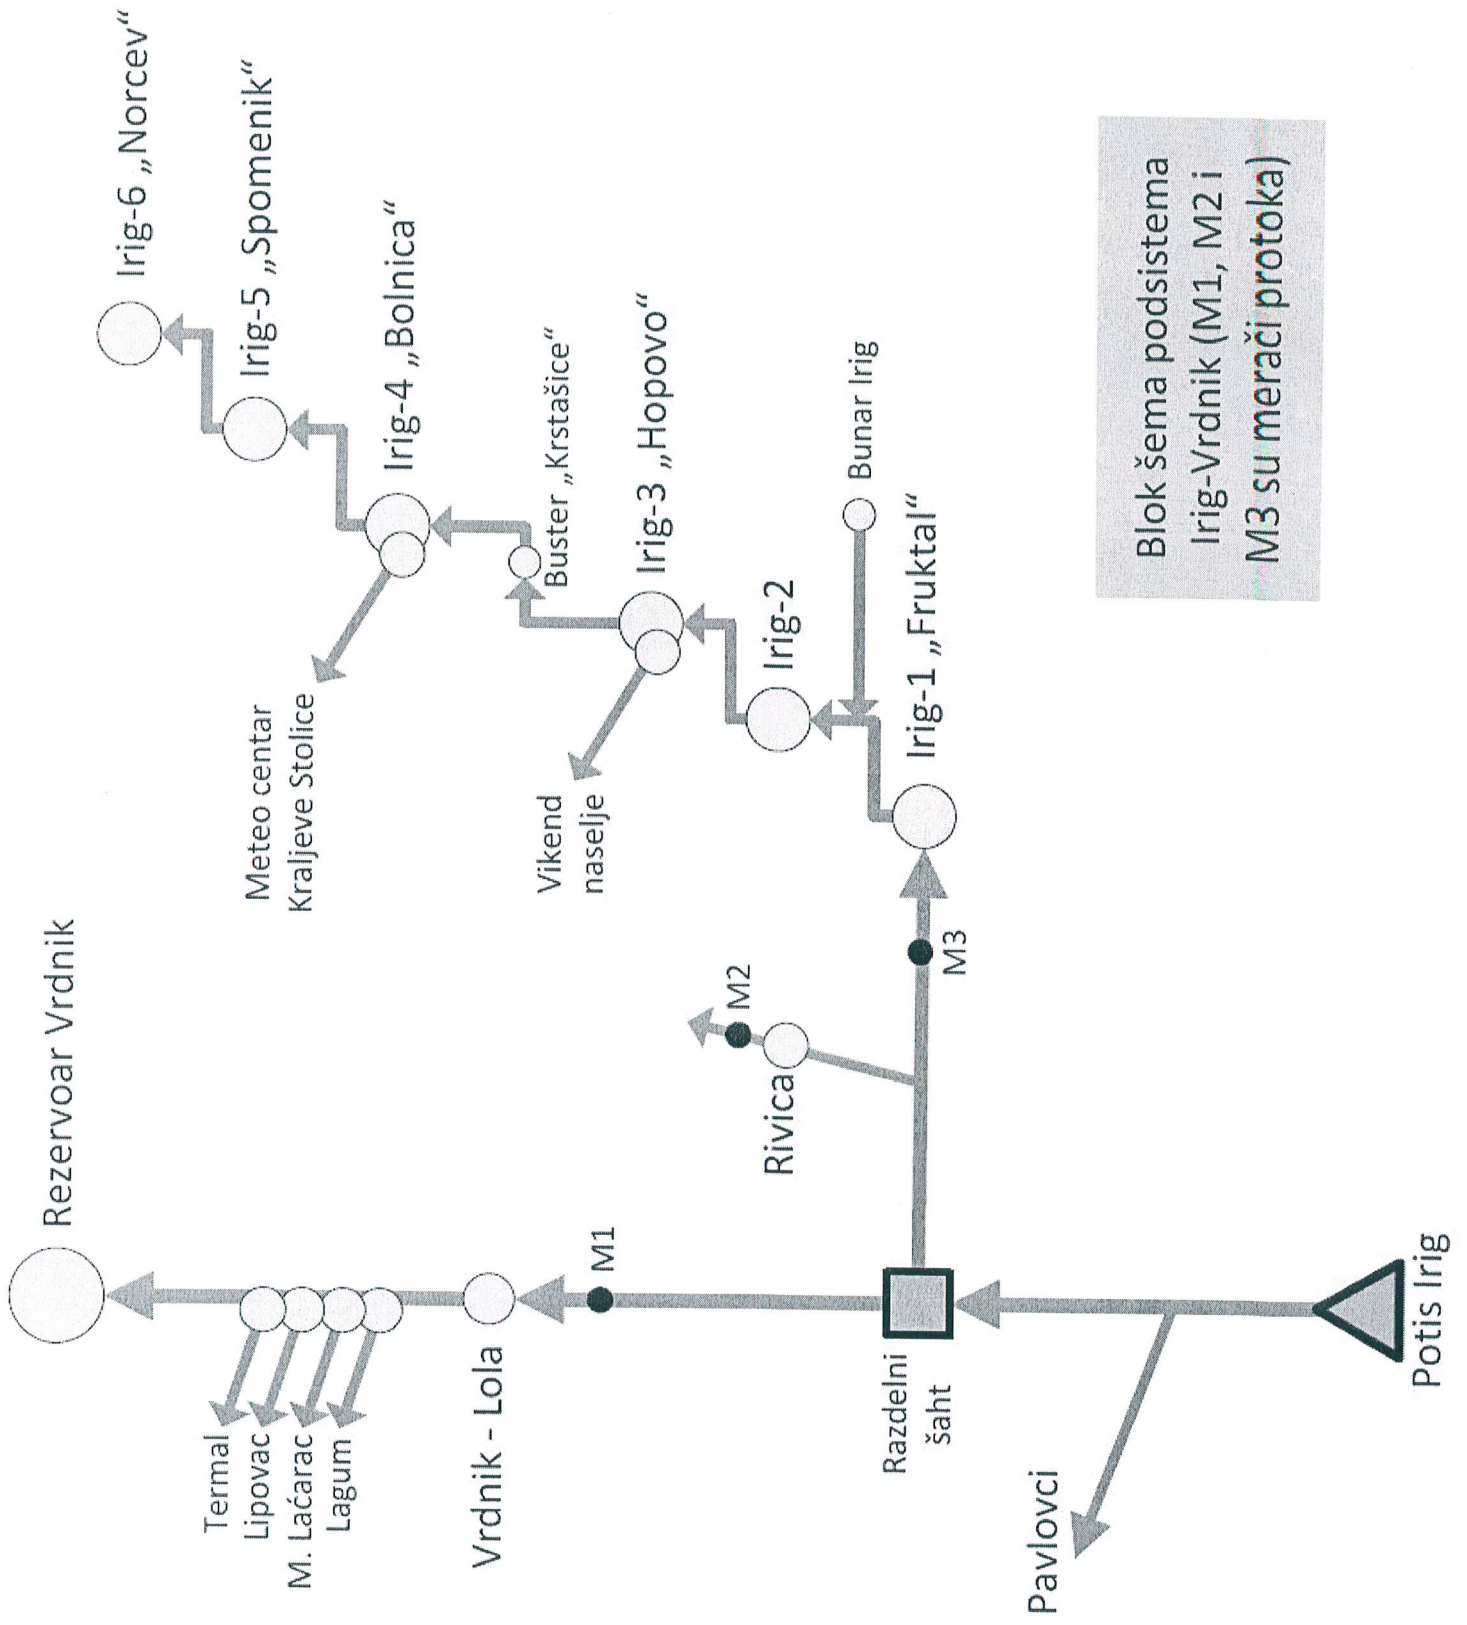 Rezervoar Vrdnik
Termal
Lipovac
M. Laćarac
Lagum
Vrdnik - Lola
M1
Razdelni
šaht
Pavlovci
Potis Irig
Rivica
M2
M3
Irig-1 „Fruktal“
Bunar Irig
Irig-2
Irig-3 „Hopovo“
Vikend
naselje
Buster „Krstašice“
Irig-4 „Bolnica“
Meteo centar
Kraljeve Stolice
Irig-5 „Spomenik“
Irig-6 „Norcev“
Blok šema podsistema
Irig-Vrdnik (M1, M2 i
M3 su merači protoka)